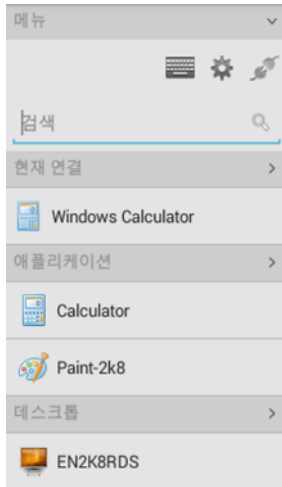 메뉴
검색
현재 연결
Windows Calculator
애플리케이션
Calculator
Paint-2k8
데스크톱
EN2K8RDS